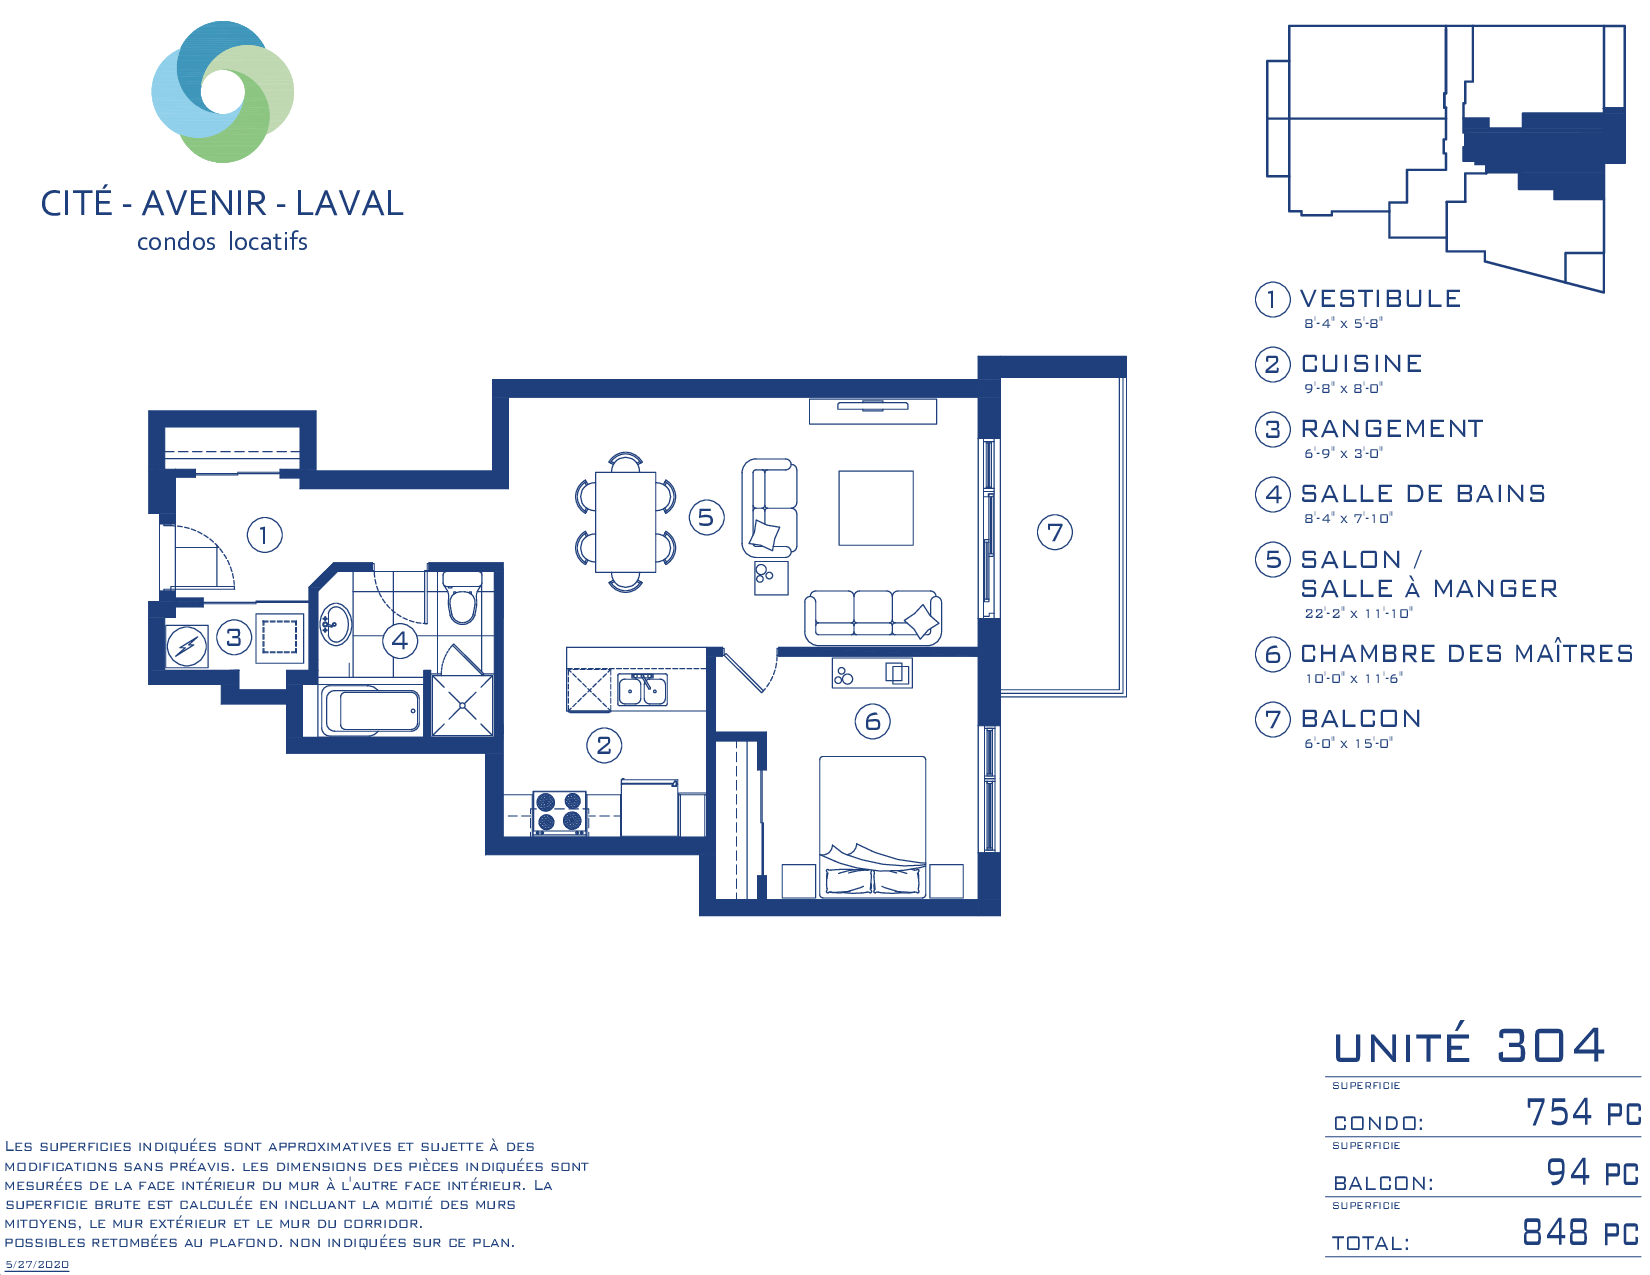 CITÉ - AVENIR - LAVAL
condos locatifs
1 VESTIBULE
8'-4" x 5'-8"
2 CUISINE
9'-8" x 8'-0"
3 RANGEMENT
6'-9" x 3'-0"
4 SALLE DE BAINS
8'-4" x 7'-10"
5 SALON /
SALLE À MANGER
22'-2" x 11'-10"
6 CHAMBRE DES MAÎTRES
10'-0" x 11'-6"
7 BALCON
6'-0" x 15'-0"
1
2
3
4
5
6
7
UNITÉ 304
SUPERFICIE
CONDO: 754 PC
SUPERFICIE
BALCON: 94 PC
SUPERFICIE
TOTAL: 848 PC
LES SUPERFICIES INDIQUÉES SONT APPROXIMATIVES ET SUJETTE À DES
MODIFICATIONS SANS PRÉAVIS. LES DIMENSIONS DES PIÈCES INDIQUÉES SONT
MESURÉES DE LA FACE INTÉRIEUR DU MUR À L'AUTRE FACE INTÉRIEUR. LA
SUPERFICIE BRUTE EST CALCULÉE EN INCLUANT LA MOITIÉ DES MURS
MITOYENS, LE MUR EXTÉRIEUR ET LE MUR DU CORRIDOR.
POSSIBLES RETOMBÉES AU PLAFOND. NON INDIQUÉES SUR CE PLAN.
5/27/2020